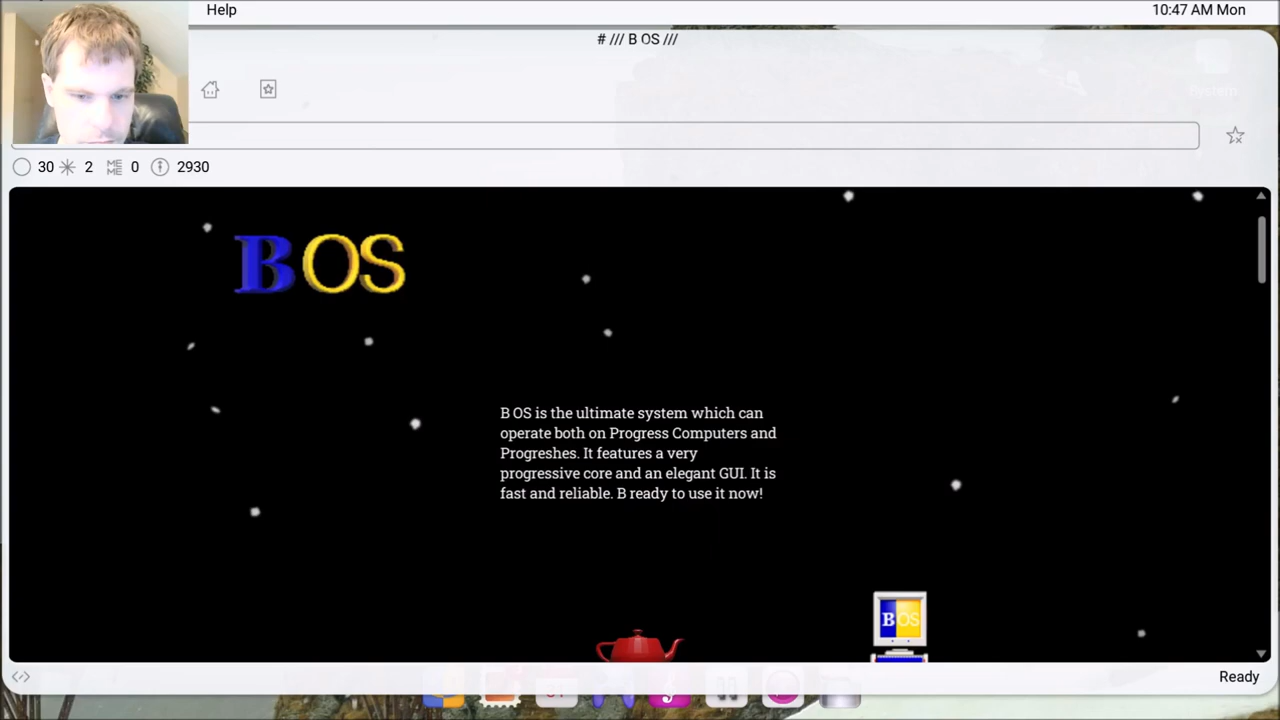 Help
10:47 AM Mon
# /// B OS ///
30 2 ME ME 0 2930
B OS
B OS is the ultimate system which can
operate both on Progress Computers and
Progreshes. It features a very
progressive core and an elegant GUI. It is
fast and reliable. B ready to use it now!
B OS
Ready